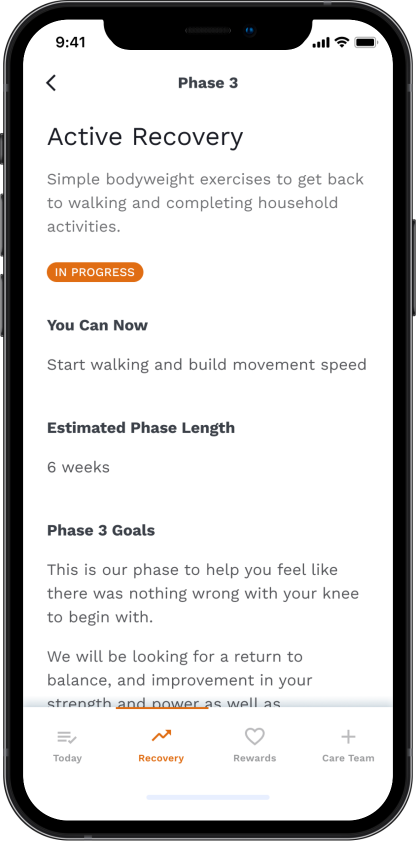 9:41
Phase 3
Active Recovery
Simple bodyweight exercises to get back
to walking and completing household
activities.
IN PROGRESS
You Can Now
Start walking and build movement speed
Estimated Phase Length
6 weeks
Phase 3 Goals
This is our phase to help you feel like
there was nothing wrong with your knee
to begin with.
We will be looking for a return to
balance, and improvement in your
strength and power as well as
Today
Recovery
Rewards
Care Team